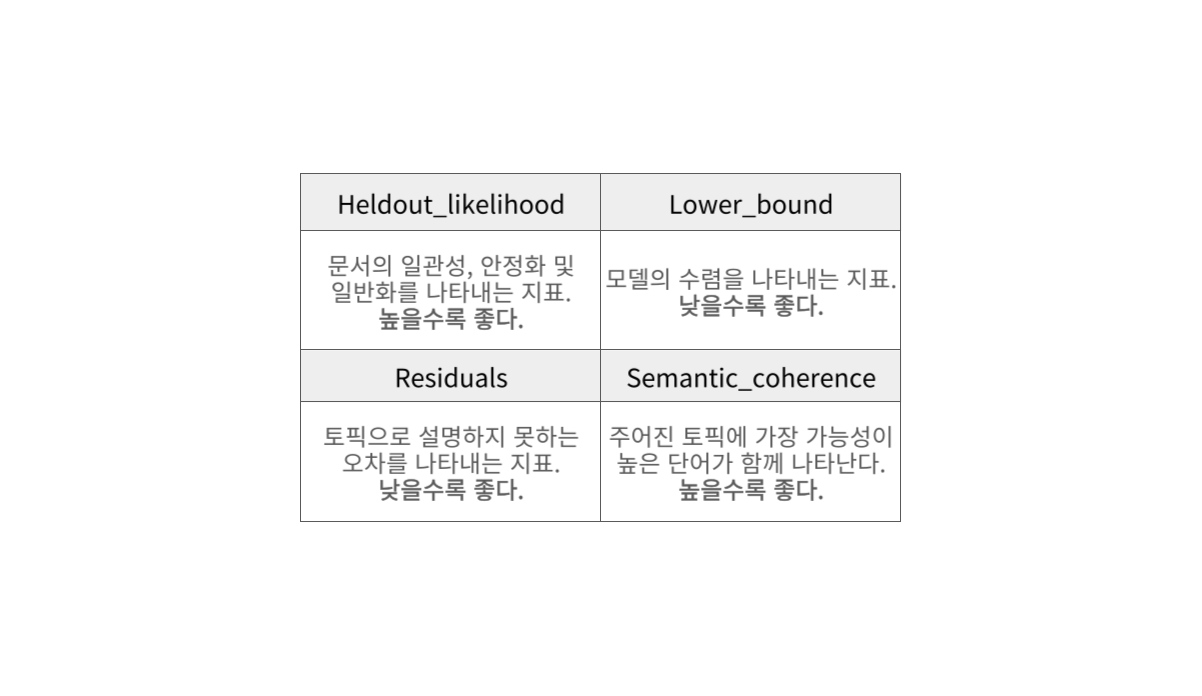 Heldout_likelihood
Lower_bound
문서의 일관성, 안정화 및
일반화를 나타내는 지표.
높을수록 좋다.
모델의 수렴을 나타내는 지표.
낮을수록 좋다.
Residuals
Semantic_coherence
토픽으로 설명하지 못하는
오차를 나타내는 지표.
낮을수록 좋다.
주어진 토픽에 가장 가능성이
높은 단어가 함께 나타난다.
높을수록 좋다.